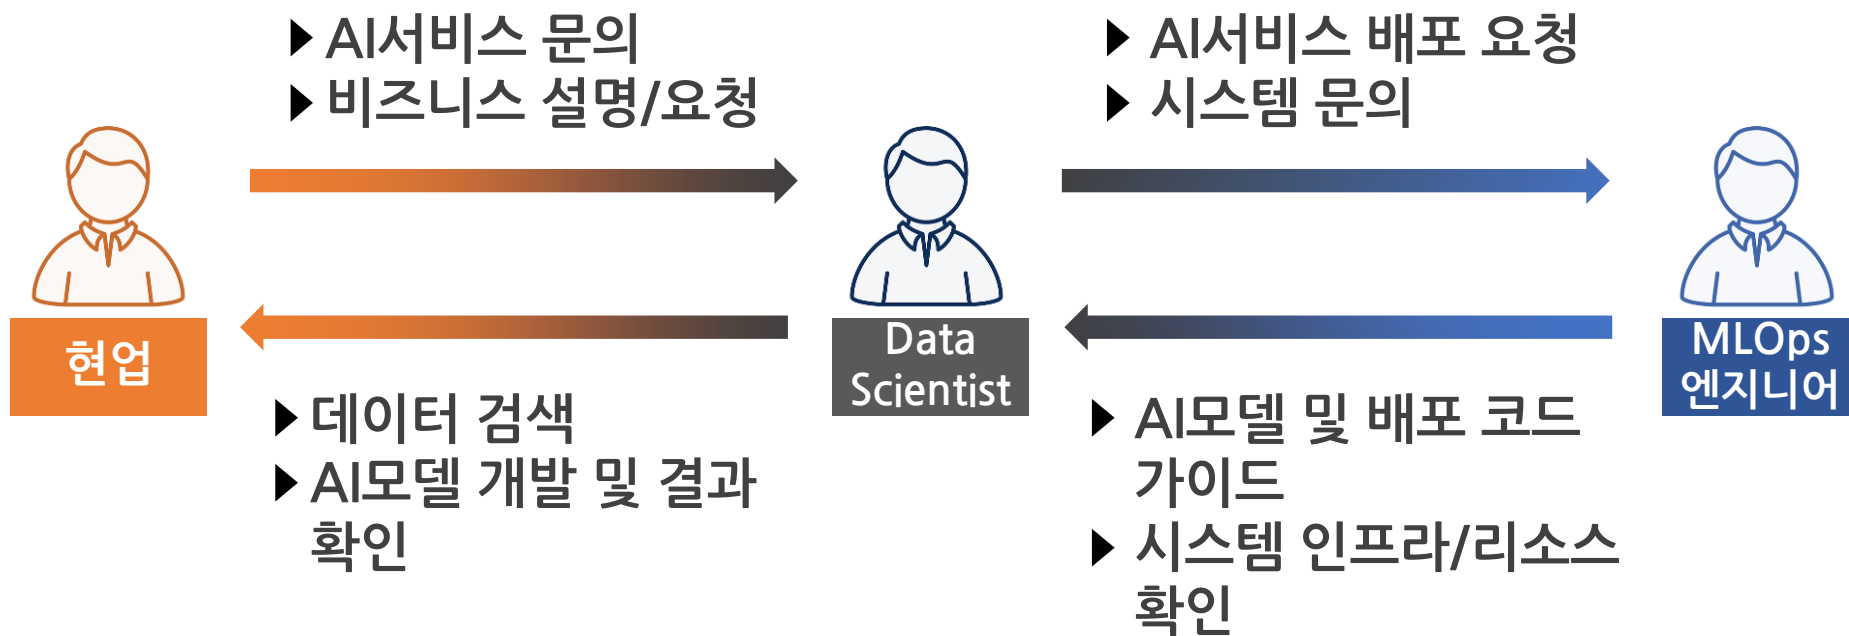 ▶ AI서비스 문의
▶ 비즈니스 설명/요청
▶ AI서비스 배포 요청
▶ 시스템 문의
현업
Data
Scientist
MLOps
엔지니어
▶ 데이터 검색
▶ AI모델 개발 및 결과
확인
▶ AI모델 및 배포 코드
가이드
▶ 시스템 인프라/리소스
확인